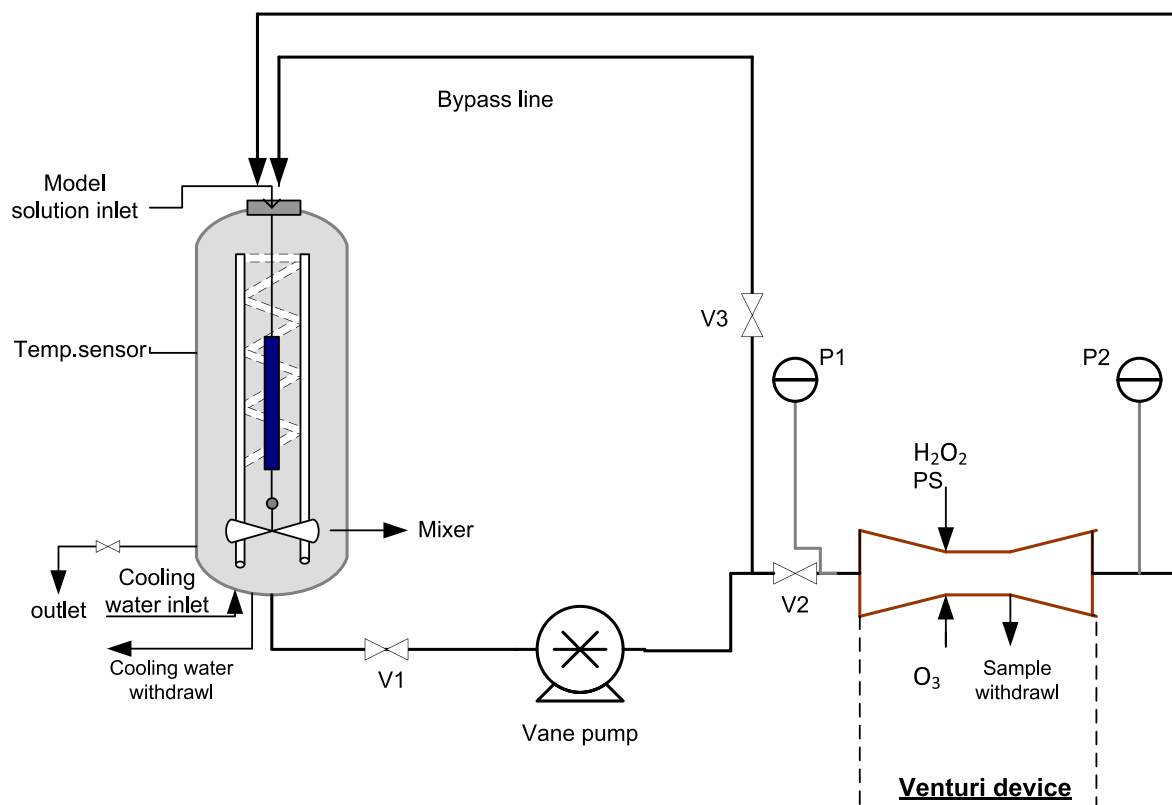 Bypass line
Model
solution inlet
V3
Temp.sensor
P1
P2
H₂O₂
PS
Mixer
Cooling
water inlet
outlet
V2
Cooling water
withdrawl
V1
O₃
Sample
withdrawl
Vane pump
Venturi device